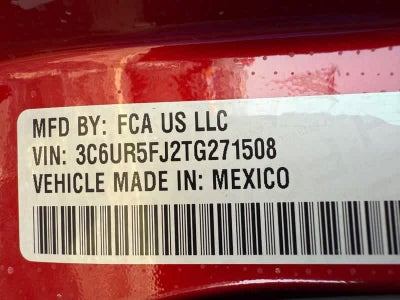 MFD BY: FCA US LLC
VIN: 3C6UR5FJ2TG271508
VEHICLE MADE IN: MEXICO